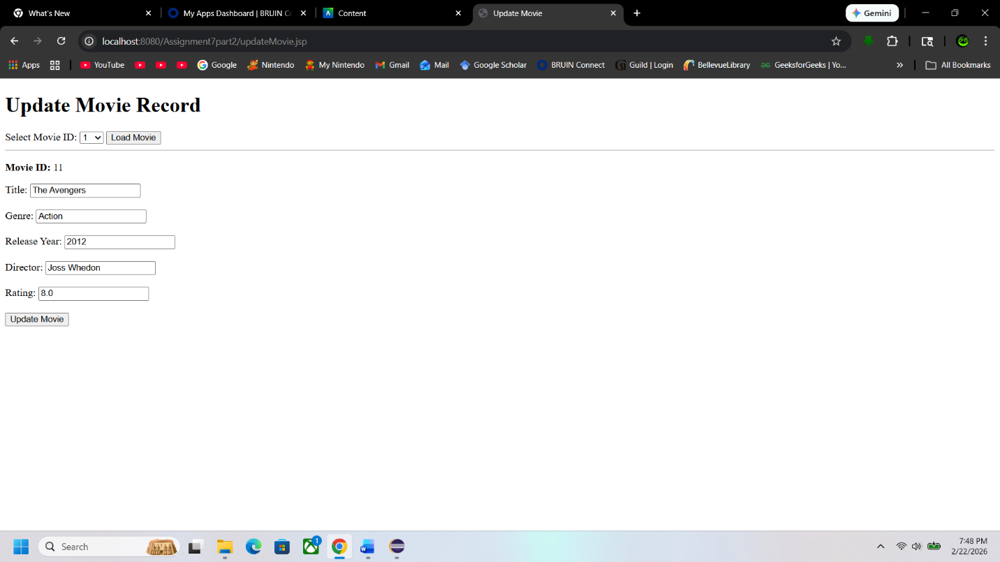 What's New
My Apps Dashboard | BRUIN Co
Content
Update Movie
Gemini
localhost:8080/Assignment7part2/updateMovie.jsp
Apps
YouTube
Google
Nintendo
My Nintendo
Gmail
Mail
Google Scholar
BRUIN Connect
Guild | Login
BellevueLibrary
GeeksforGeeks | Yo...
All Bookmarks
Update Movie Record
Select Movie ID: 1 Load Movie
Movie ID: 11
Title: The Avengers
Genre: Action
Release Year: 2012
Director: Joss Whedon
Rating: 8.0
Update Movie
Search
1
7:48 PM
2/22/2026